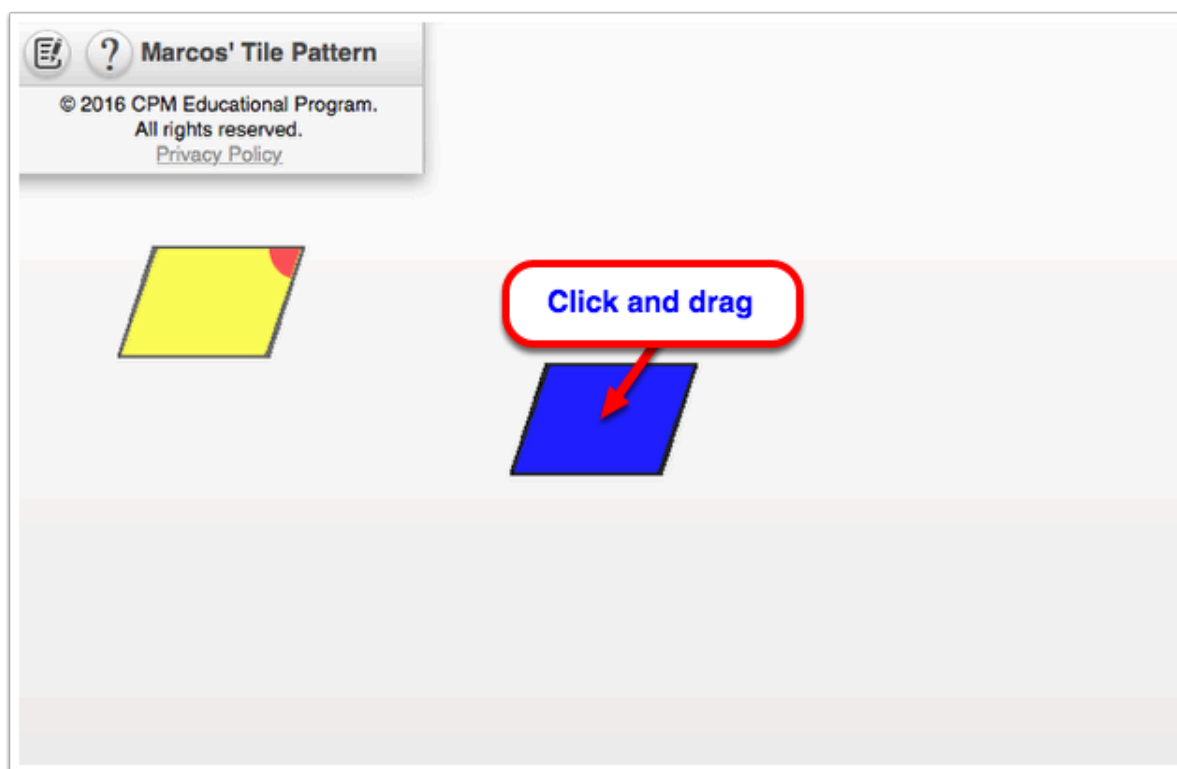 ? Marcos' Tile Pattern
© 2016 CPM Educational Program.
All rights reserved.
Privacy Policy
Click and drag